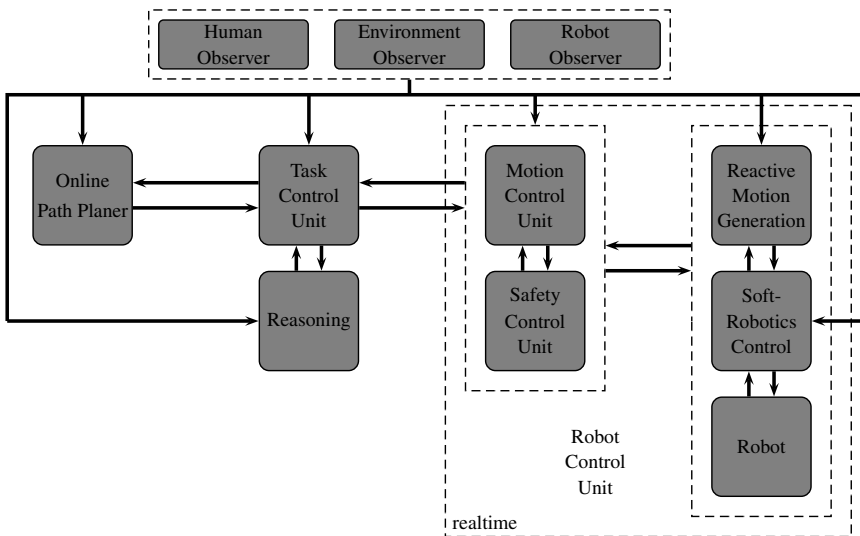 Human
Observer
Environment
Observer
Robot
Observer
Online
Path Planer
Task
Control
Unit
Motion
Control
Unit
Reactive
Motion
Generation
Reasoning
Safety
Control
Unit
Soft-
Robotics
Control
Robot
Control
Unit
Robot
realtime